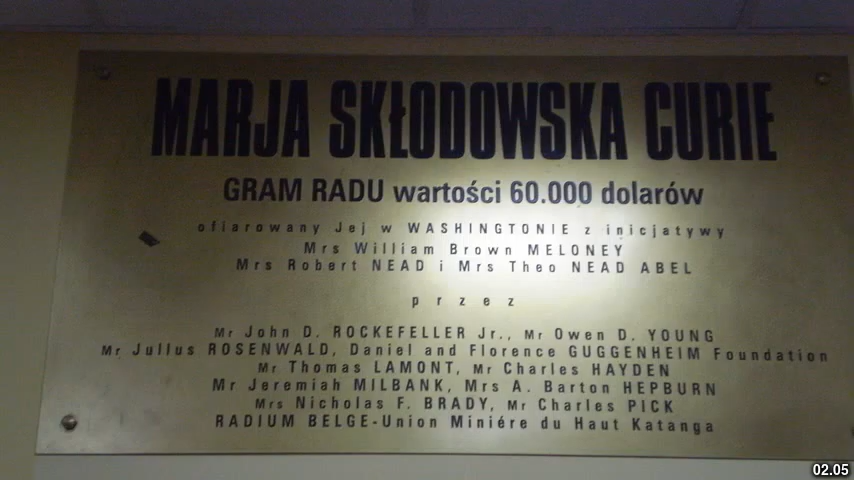 MARJA SKŁODOWSKA CURIE
GRAM RADU wartości 60.000 dolarów
ofiarowany Jej w WASHINGTONIE z inicjatywy
Mrs William Brown MELONEY
Mrs Robert NEAD i Mrs Theo NEAD ABEL
przez
Mr John D. ROCKEFELLER Jr., Mr Owen D. YOUNG
Mr Jullus ROSENWALD, Daniel and Florence GUGGENHEIM Foundation
Mr Thomas LAMONT, Mr Charles HAYDEN
Mr Jeremiah MILBANK, Mrs A. Barton HEPBURN
Mrs Nicholas F. BRADY, Mr Charles PICK
RADIUM BELGE-Union Miniére du Haut Katanga
02.05